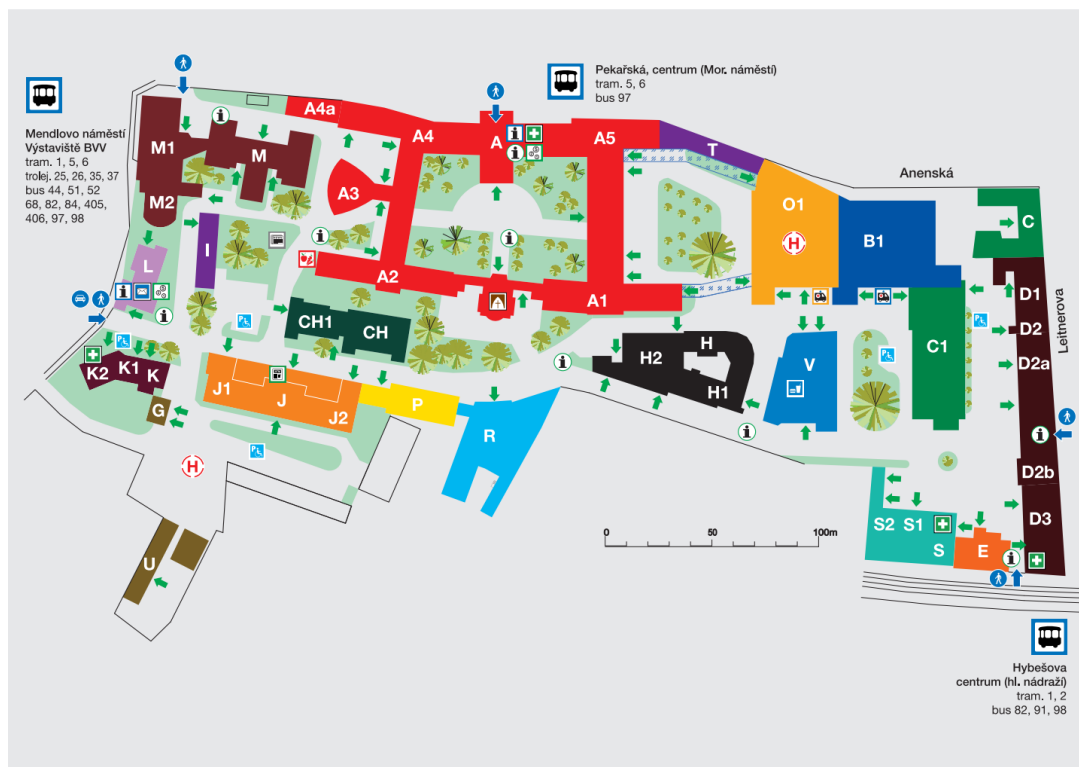 Pekařská, centrum (Mor. náměstí)
tram. 5, 6
bus 97
Mendlovo náměstí
Výstaviště BVV
tram. 1, 5, 6
trolej. 25, 26, 35, 37
bus 44, 51, 52
68, 82, 84, 405,
406, 97, 98
A4a
A4
A
A5
T
M1
M
M2
A3
Anenská
O1
H
B1
C
I
L
A2
A1
D1
Leitnerova
D2
D2a
CH1
CH
H2
H
H1
V
C1
K2
K1
K
G
J1
J
J2
P
R
H
D2b
S2
S1
S
E
D3
U
0
50
100m
Hybešova
centrum (hl. nádraží)
tram. 1, 2
bus 82, 91, 98